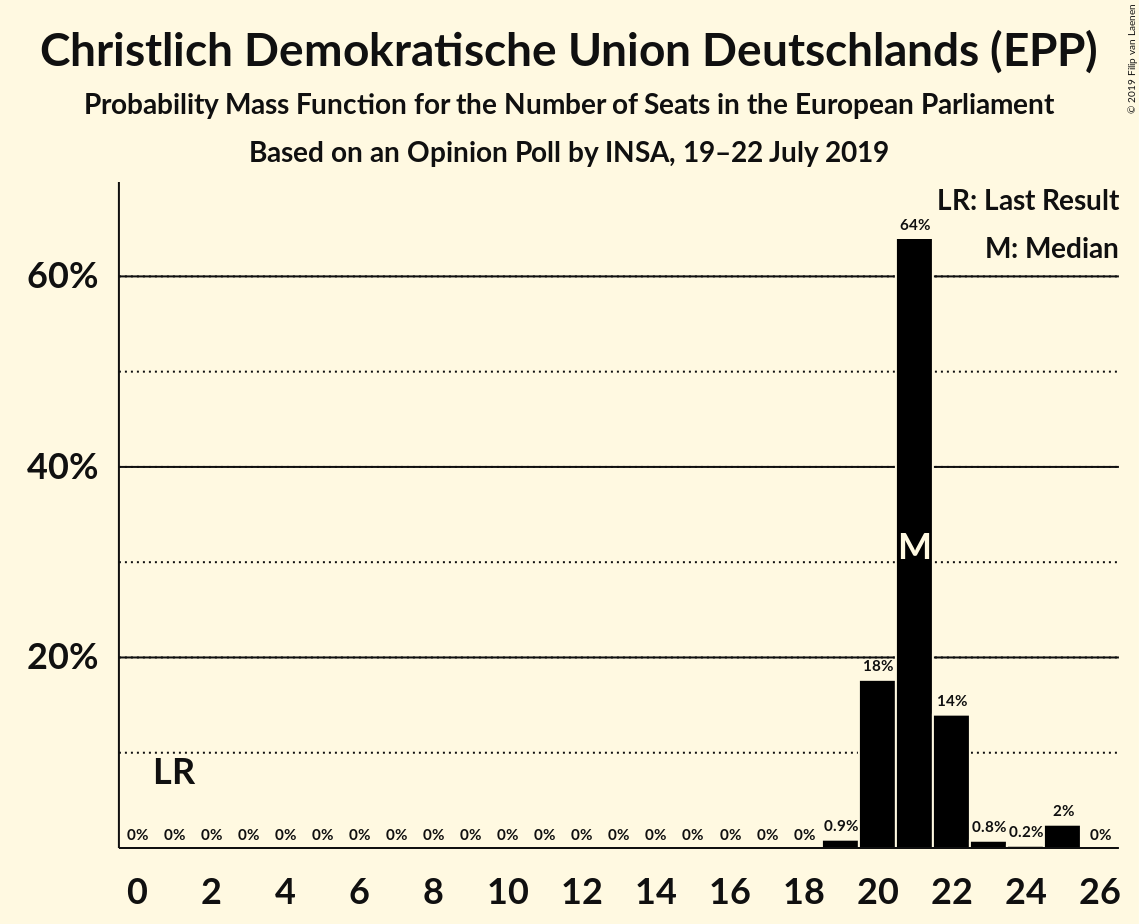 Christlich Demokratische Union Deutschlands (EPP)
Probability Mass Function for the Number of Seats in the European Parliament
Based on an Opinion Poll by INSA, 19–22 July 2019
© 2019 Filip van Laenen
LR: Last Result
M: Median
64%
60%
40%
M
20%
18%
14%
LR
0% 0% 0% 0% 0% 0% 0% 0% 0% 0% 0% 0% 0% 0% 0% 0% 0% 0% 0% 0.9% 0.8% 0.2% 2% 0%
0 2 4 6 8 10 12 14 16 18 20 22 24 26